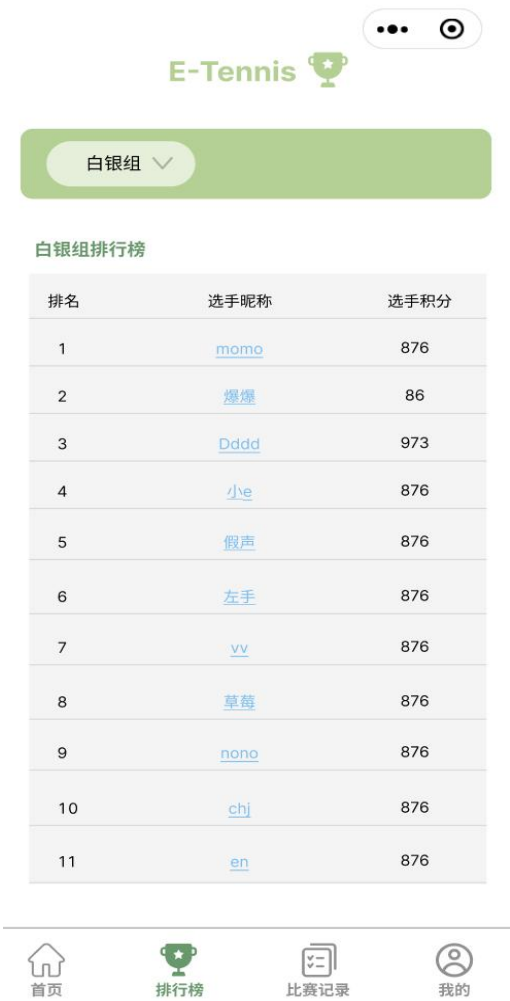 E-Tennis
白银组
白银组排行榜
排名 选手昵称 选手积分
1 momo 876
2 爆爆 86
3 Dddd 973
4 小e 876
5 假声 876
6 左手 876
7 vv 876
8 草莓 876
9 nono 876
10 chj 876
11 en 876
首页 排行榜 比赛记录 我的